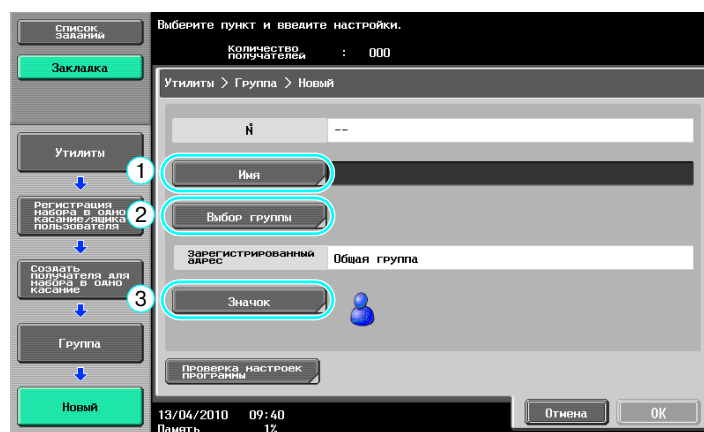 Список
заданий
Закладка
Утилиты
Регистрация
набора в одно
касание/ящика
пользователя
Создать
получателя для
набора в одно
касание
Группа
Новый
Выберите пункт и введите настройки.
Количество
получателей : 000
Утилиты > Группа > Новый
N --
1
Имя
2
Выбор группы
Зарегистрированный
адрес
Общая группа
3
Значок
Проверка настроек
программы
13/04/2010 09:40
Память 1%
Отмена
OK